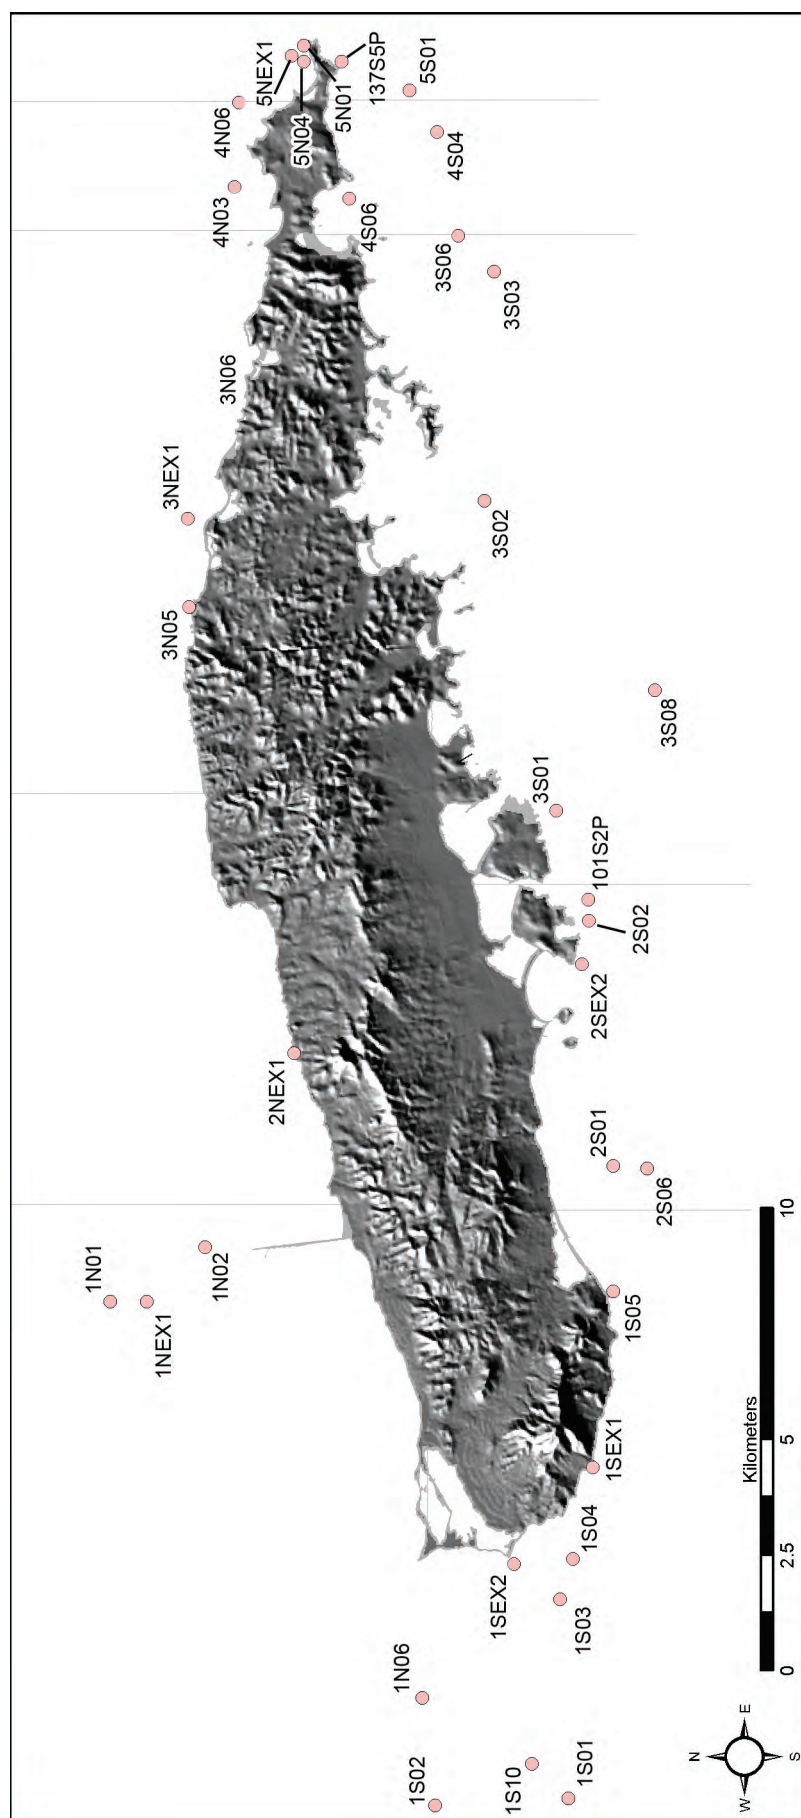 5NEX1
5N04
5N01
137S5P
5S01
4N06
4S04
4N03
4S06
3S06
3S03
3N06
3NEX1
3S02
3N05
3S08
3S01
101S2P
2S02
2SEX2
2NEX1
2S01
2S06
1N01
1N02
1NEX1
1S05
1SEX1
1S04
1SEX2
1S03
1N06
1S02
1S10
1S01
Kilometers
0 2.5 5 10
N
W E
S